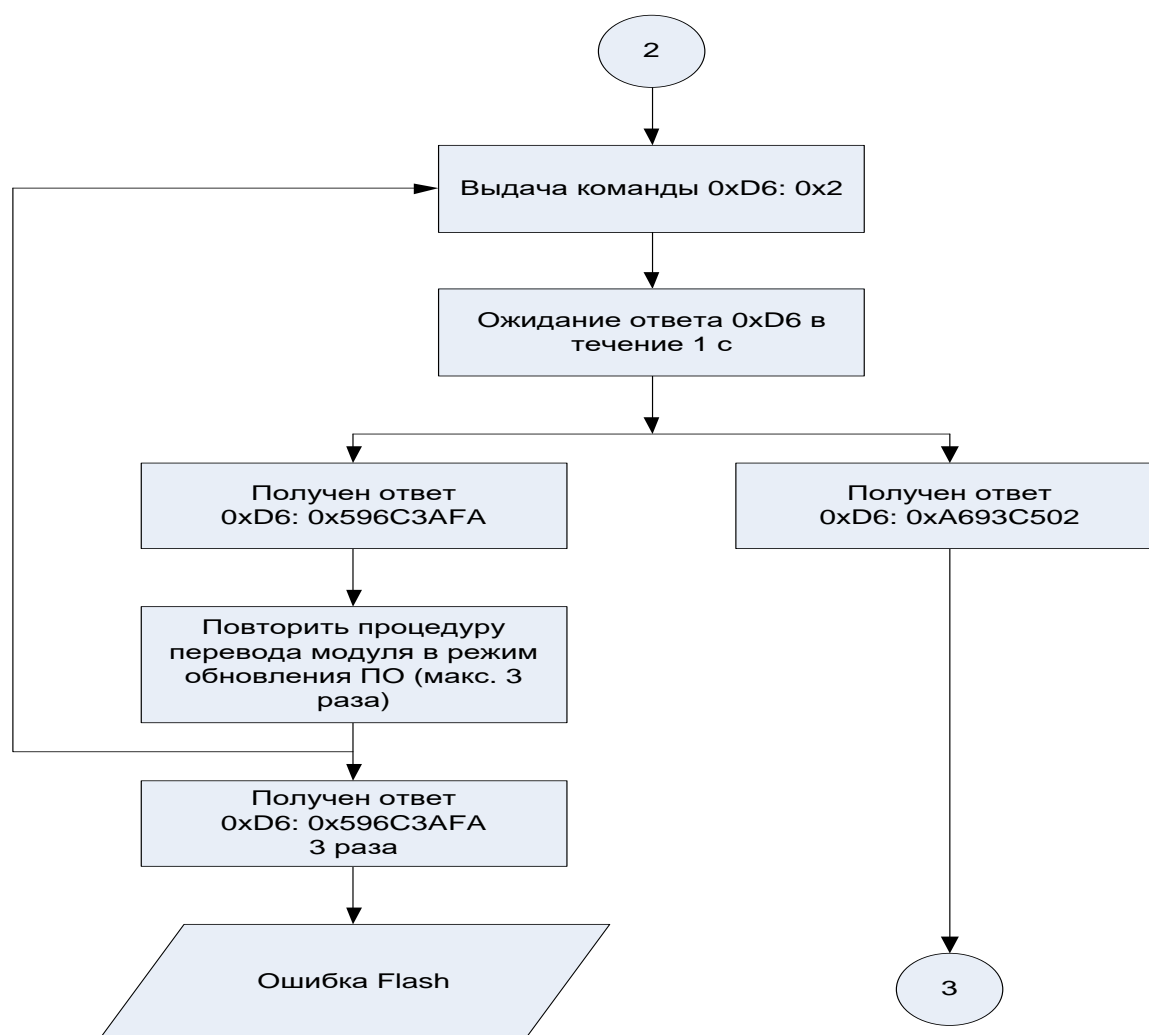 2
Выдача команды 0xD6: 0x2
Ожидание ответа 0xD6 в
течение 1 с
Получен ответ
0xD6: 0x596C3AFA
Получен ответ
0xD6: 0xA693C502
Повторить процедуру
перевода модуля в режим
обновления ПО (макс. 3
раза)
Получен ответ
0xD6: 0x596C3AFA
3 раза
Ошибка Flash
3